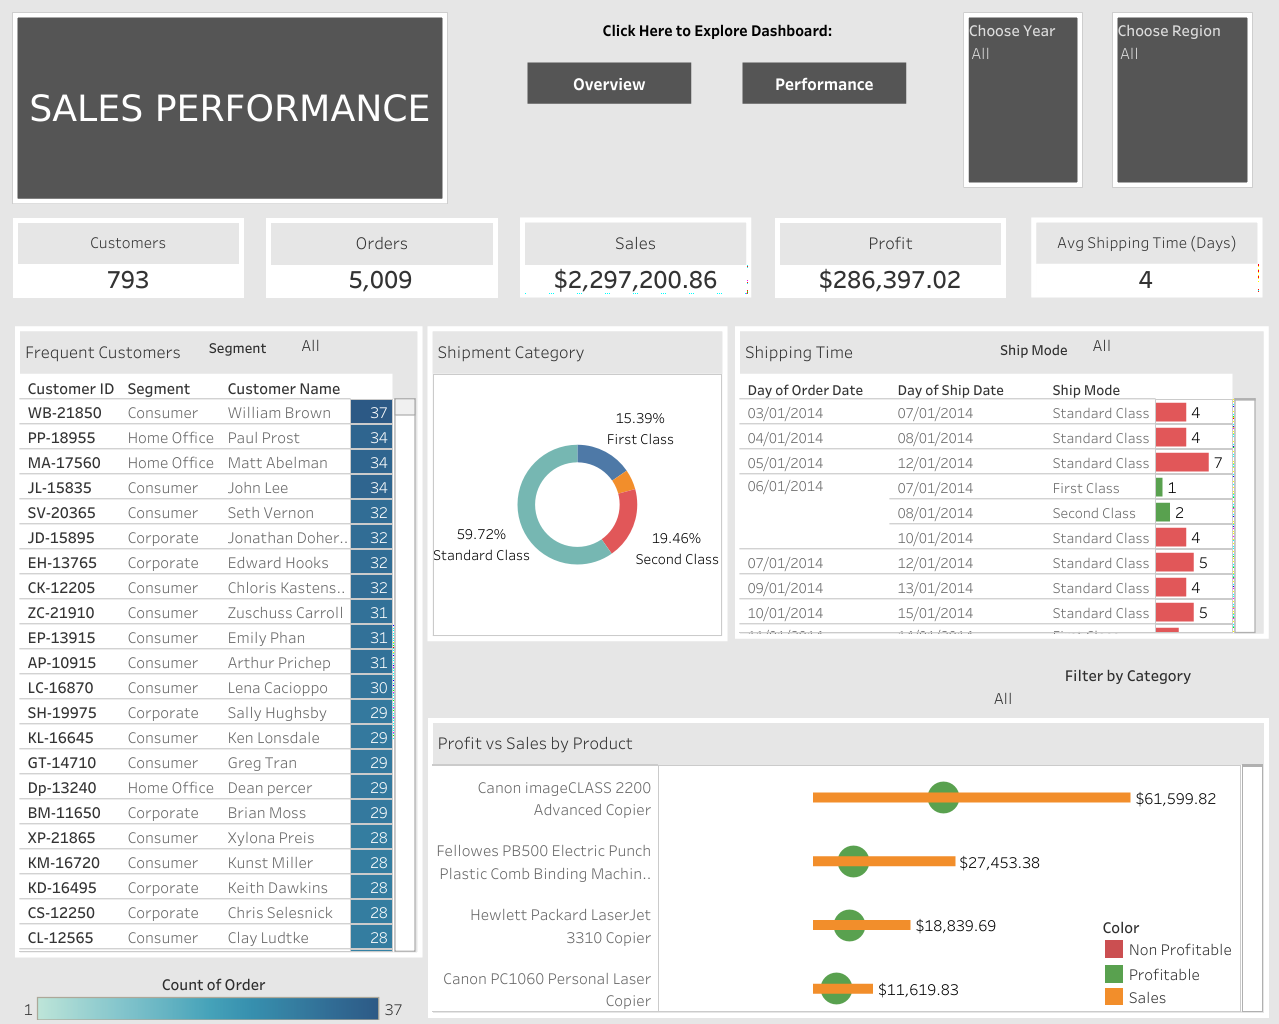 SALES PERFORMANCE
Click Here to Explore Dashboard:
Overview
Performance
Choose Year
All
Choose Region
All
Customers
793
Orders
5,009
Sales
$2,297,200.86
Profit
$286,397.02
Avg Shipping Time (Days)
4
Frequent Customers Segment All
Customer ID Segment Customer Name
WB-21850 Consumer William Brown 37
PP-18955 Home Office Paul Prost 34
MA-17560 Home Office Matt Abelman 34
JL-15835 Consumer John Lee 34
SV-20365 Consumer Seth Vernon 32
JD-15895 Corporate Jonathan Doher.. 32
EH-13765 Corporate Edward Hooks 32
CK-12205 Consumer Chloris Kastens.. 32
ZC-21910 Consumer Zuschuss Carroll 31
EP-13915 Consumer Emily Phan 31
AP-10915 Consumer Arthur Prichep 31
LC-16870 Consumer Lena Cacioppo 30
SH-19975 Corporate Sally Hughsby 29
KL-16645 Consumer Ken Lonsdale 29
GT-14710 Consumer Greg Tran 29
Dp-13240 Home Office Dean percer 29
BM-11650 Corporate Brian Moss 29
XP-21865 Consumer Xylona Preis 28
KM-16720 Consumer Kunst Miller 28
KD-16495 Corporate Keith Dawkins 28
CS-12250 Corporate Chris Selesnick 28
CL-12565 Consumer Clay Ludtke 28
Count of Order
1 37
Shipment Category
15.39%
First Class
59.72%
Standard Class
19.46%
Second Class
Shipping Time Ship Mode All
Day of Order Date Day of Ship Date Ship Mode
03/01/2014 07/01/2014 Standard Class 4
04/01/2014 08/01/2014 Standard Class 4
05/01/2014 12/01/2014 Standard Class 7
06/01/2014 07/01/2014 First Class 1
08/01/2014 Second Class 2
10/01/2014 Standard Class 4
07/01/2014 12/01/2014 Standard Class 5
09/01/2014 13/01/2014 Standard Class 4
10/01/2014 15/01/2014 Standard Class 5
Filter by Category
All
Profit vs Sales by Product
Canon imageCLASS 2200
Advanced Copier
$61,599.82
Fellowes PB500 Electric Punch
Plastic Comb Binding Machin..
$27,453.38
Hewlett Packard LaserJet
3310 Copier
$18,839.69
Canon PC1060 Personal Laser
Copier
$11,619.83
Color
Non Profitable
Profitable
Sales